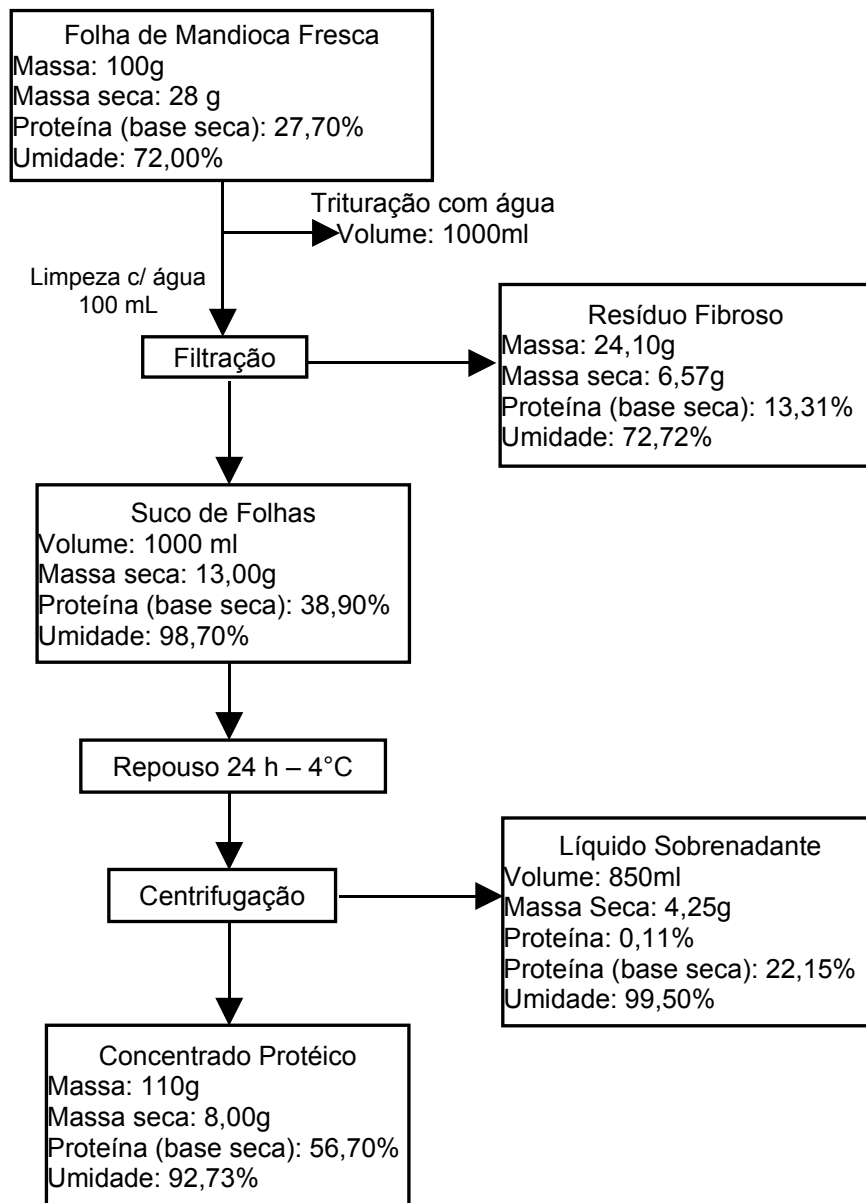 Folha de Mandioca Fresca
Massa: 100g
Massa seca: 28 g
Proteína (base seca): 27,70%
Umidade: 72,00%
Trituração com água
Volume: 1000ml
Limpeza c/ água
100 mL
Filtração
Resíduo Fibroso
Massa: 24,10g
Massa seca: 6,57g
Proteína (base seca): 13,31%
Umidade: 72,72%
Suco de Folhas
Volume: 1000 ml
Massa seca: 13,00g
Proteína (base seca): 38,90%
Umidade: 98,70%
Repouso 24 h – 4°C
Centrifugação
Líquido Sobrenadante
Volume: 850ml
Massa Seca: 4,25g
Proteína: 0,11%
Proteína (base seca): 22,15%
Umidade: 99,50%
Concentrado Protéico
Massa: 110g
Massa seca: 8,00g
Proteína (base seca): 56,70%
Umidade: 92,73%